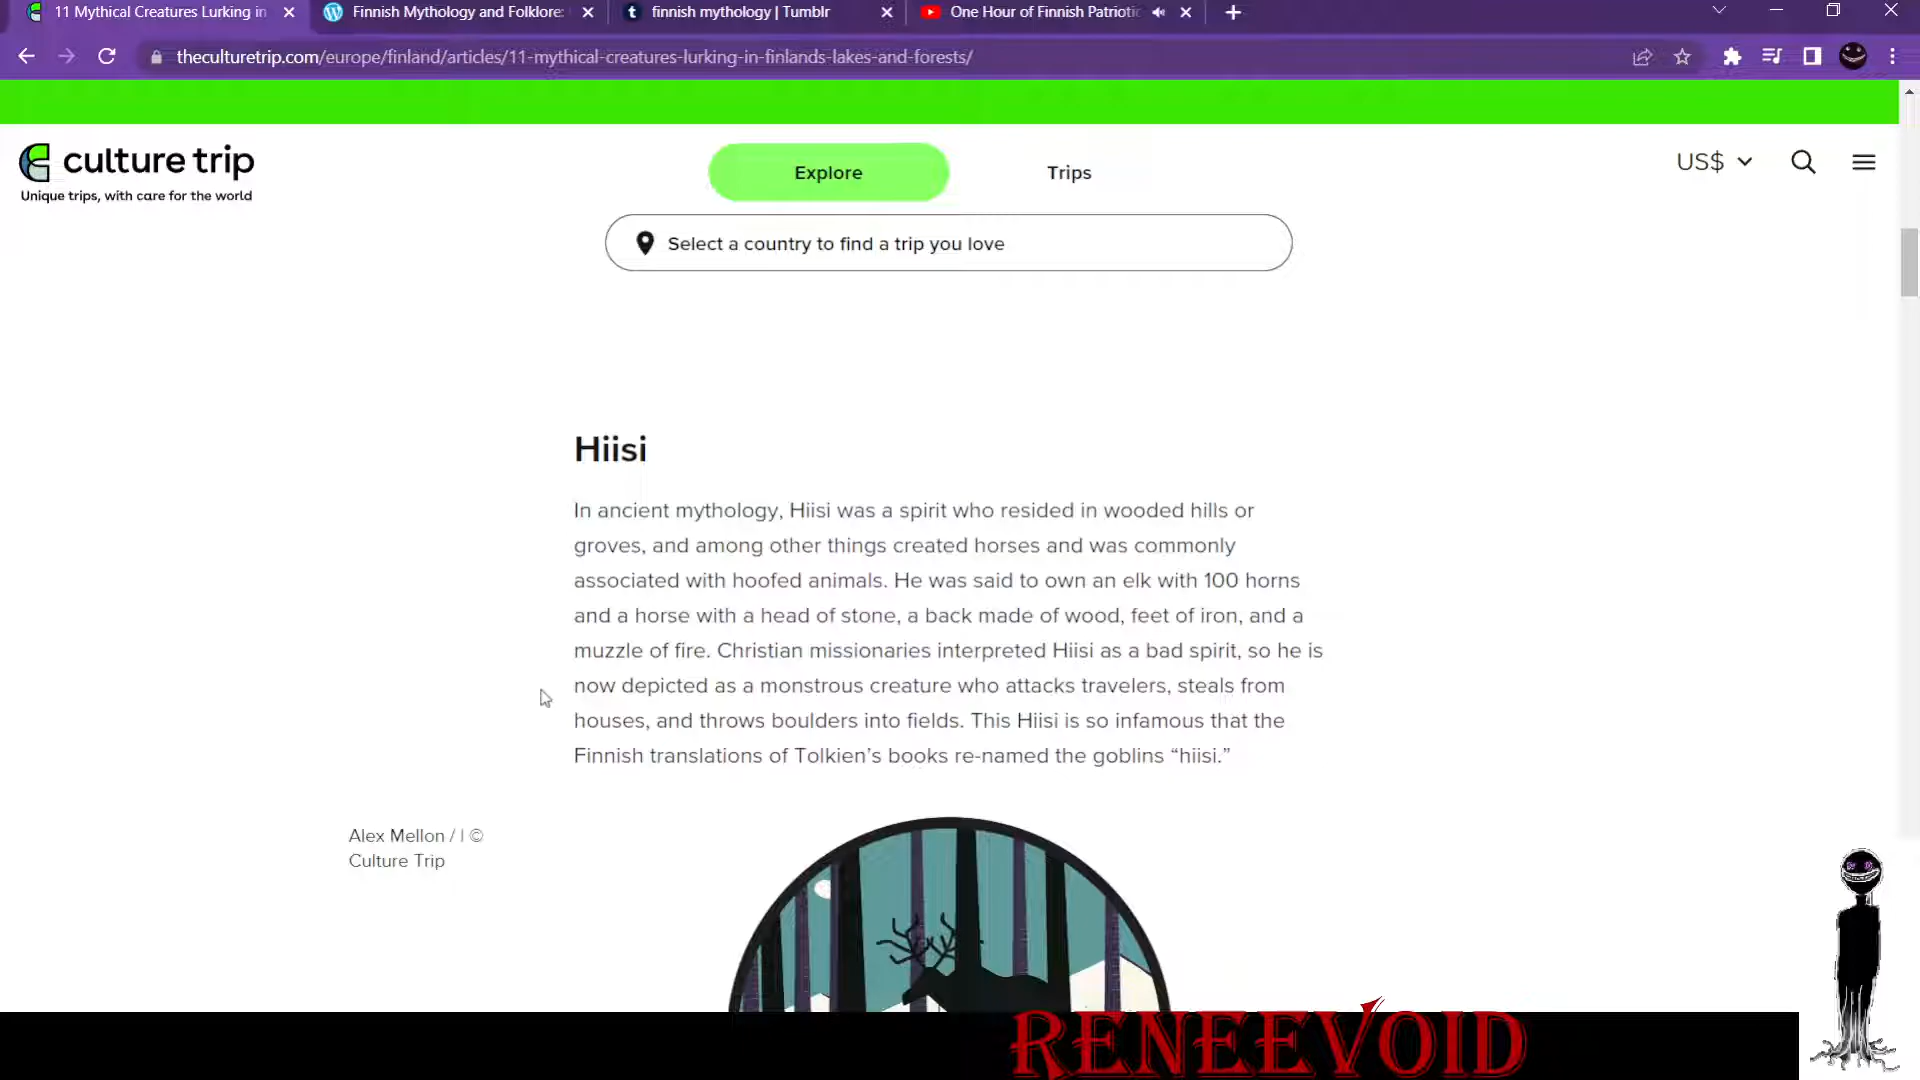 11 Mythical Creatures Lurking in
Finnish Mythology and Folklore:
finnish mythology | Tumblr
One Hour of Finnish Patriotic
theculturetrip.com/europe/finland/articles/11-mythical-creatures-lurking-in-finlands-lakes-and-forests/
culture trip
Unique trips, with care for the world
Explore
Trips
US$
Select a country to find a trip you love
Hiisi
In ancient mythology, Hiisi was a spirit who resided in wooded hills or
groves, and among other things created horses and was commonly
associated with hoofed animals. He was said to own an elk with 100 horns
and a horse with a head of stone, a back made of wood, feet of iron, and a
muzzle of fire. Christian missionaries interpreted Hiisi as a bad spirit, so he is
now depicted as a monstrous creature who attacks travelers, steals from
houses, and throws boulders into fields. This Hiisi is so infamous that the
Finnish translations of Tolkien’s books re-named the goblins “hiisi.”
Alex Mellon / | ©
Culture Trip
RENEEVOID